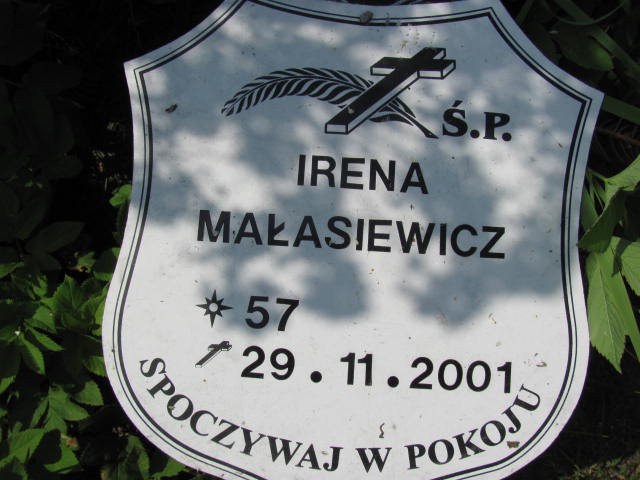 Ś.P.
IRENA
MAŁASIEWICZ
57
29.11.2001
SPOCZYWAJ W POKOJU